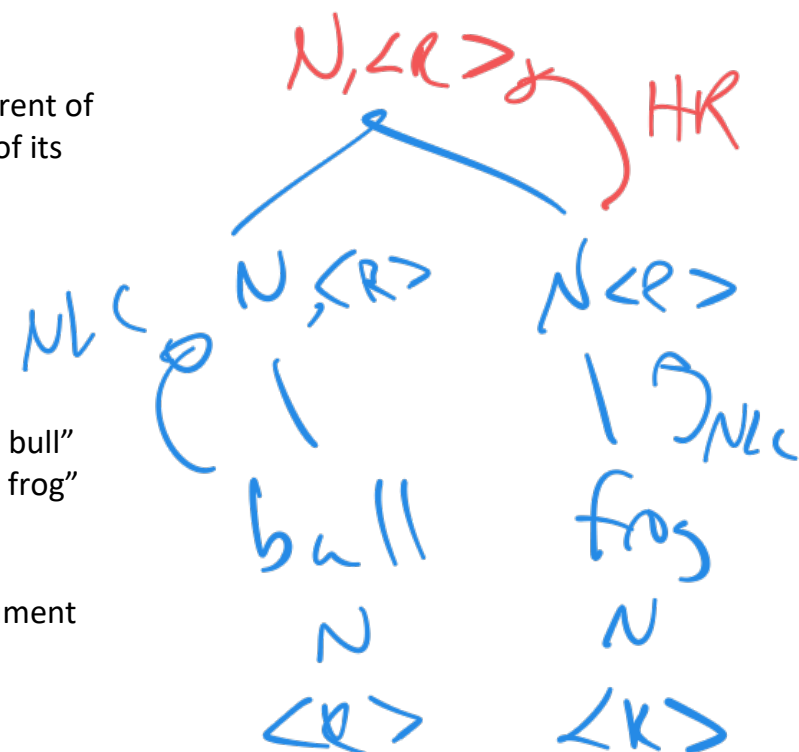 N, <R>
HR
rent of
of its
N, <R>
N <R>
NLC
NLC
bull”
frog”
bull
frog
ment
N
N
<R>
<R>